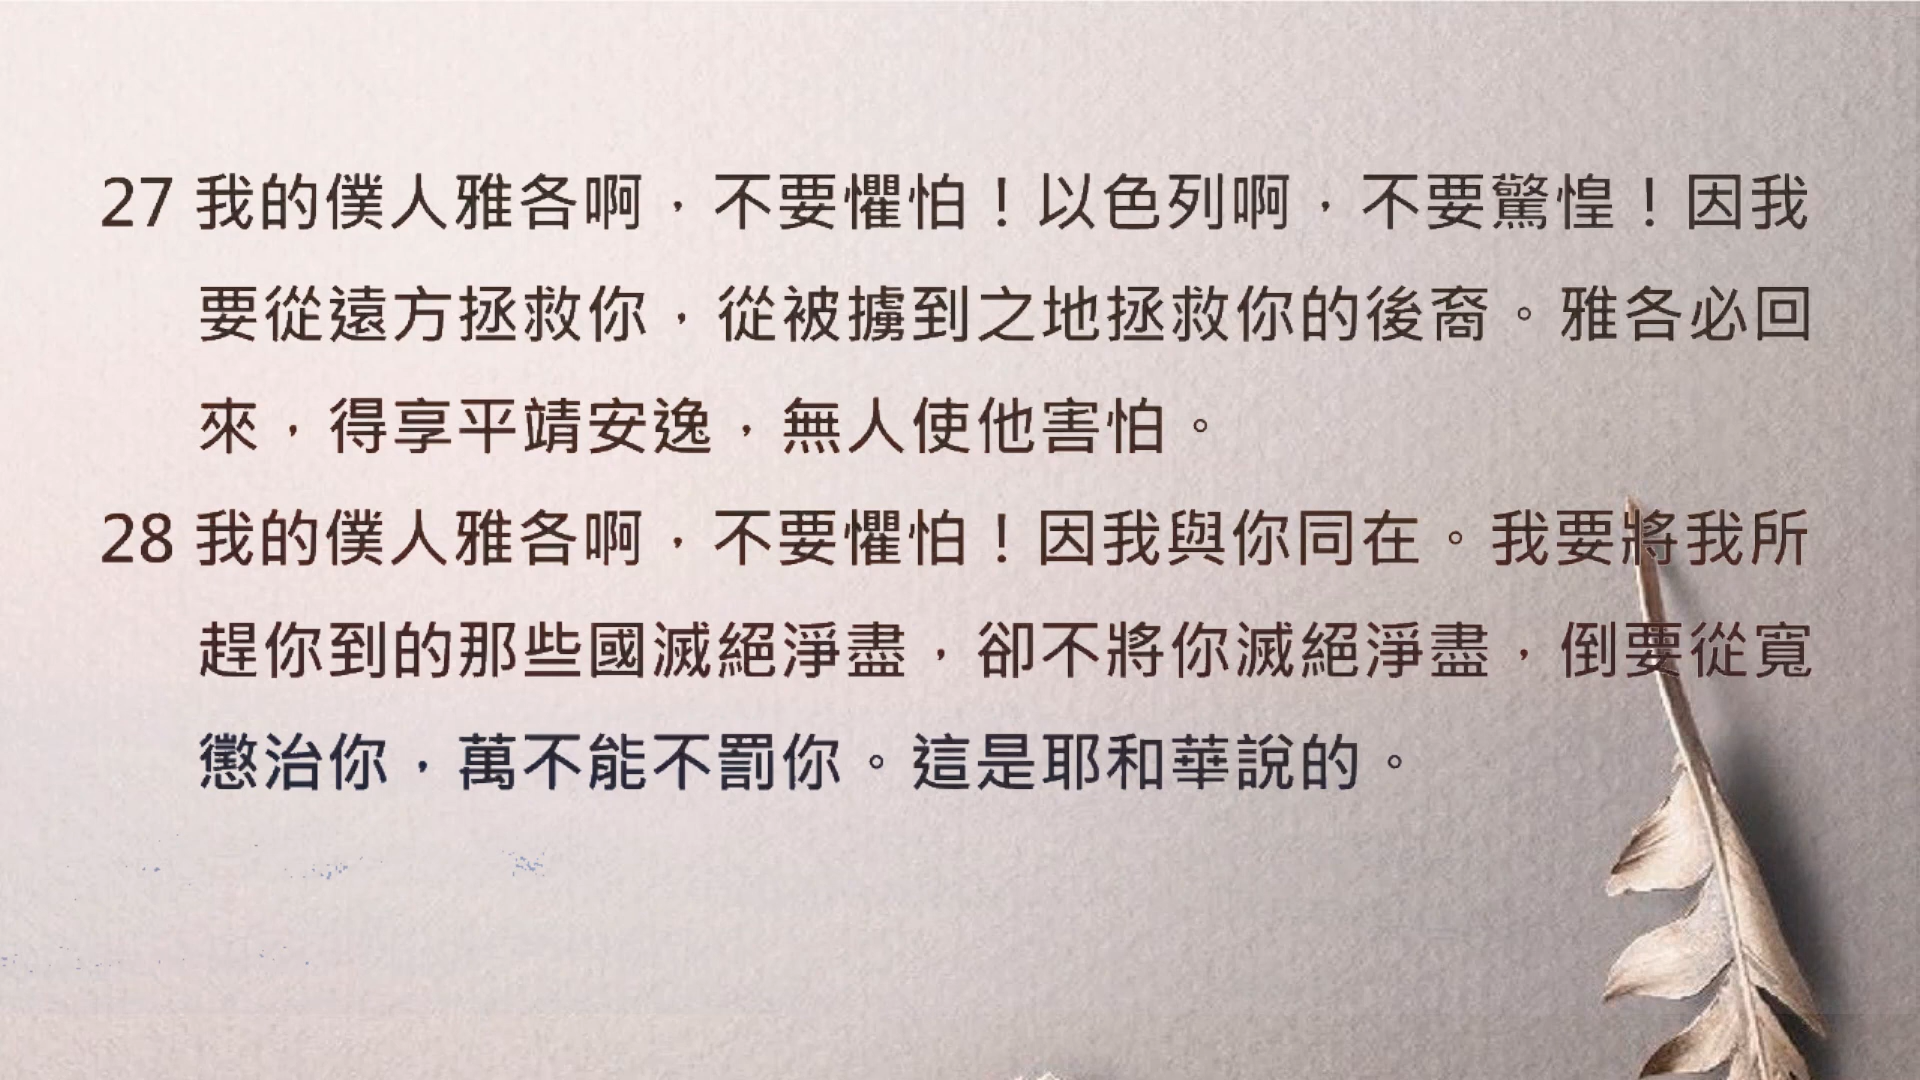 27 我的僕人雅各啊，不要懼怕！以色列啊，不要驚惶！因我
要從遠方拯救你，從被擄到之地拯救你的後裔。雅各必回
來，得享平靖安逸，無人使他害怕。
28 我的僕人雅各啊，不要懼怕！因我與你同在。我要將我所
趕你到的那些國滅絕淨盡，卻不將你滅絕淨盡，倒要從寬
懲治你，萬不能不罰你。這是耶和華說的。